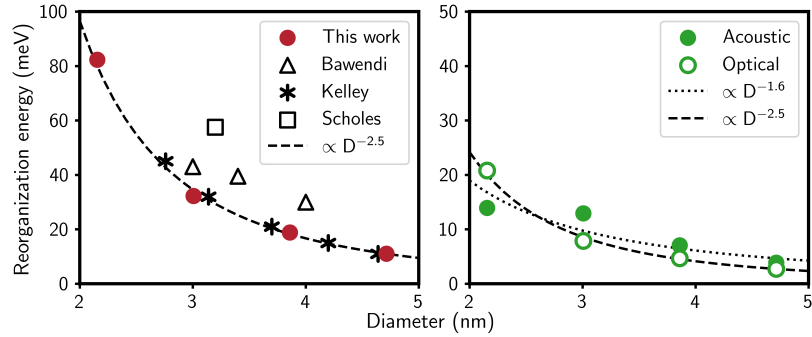 Reorganization energy (meV)
100
80
60
40
20
0
2
3
4
5
This work
Bawendi
Kelley
Scholes
∝ D^-2.5
50
40
30
20
10
0
2
3
4
5
Acoustic
Optical
∝ D^-1.6
∝ D^-2.5
Diameter (nm)